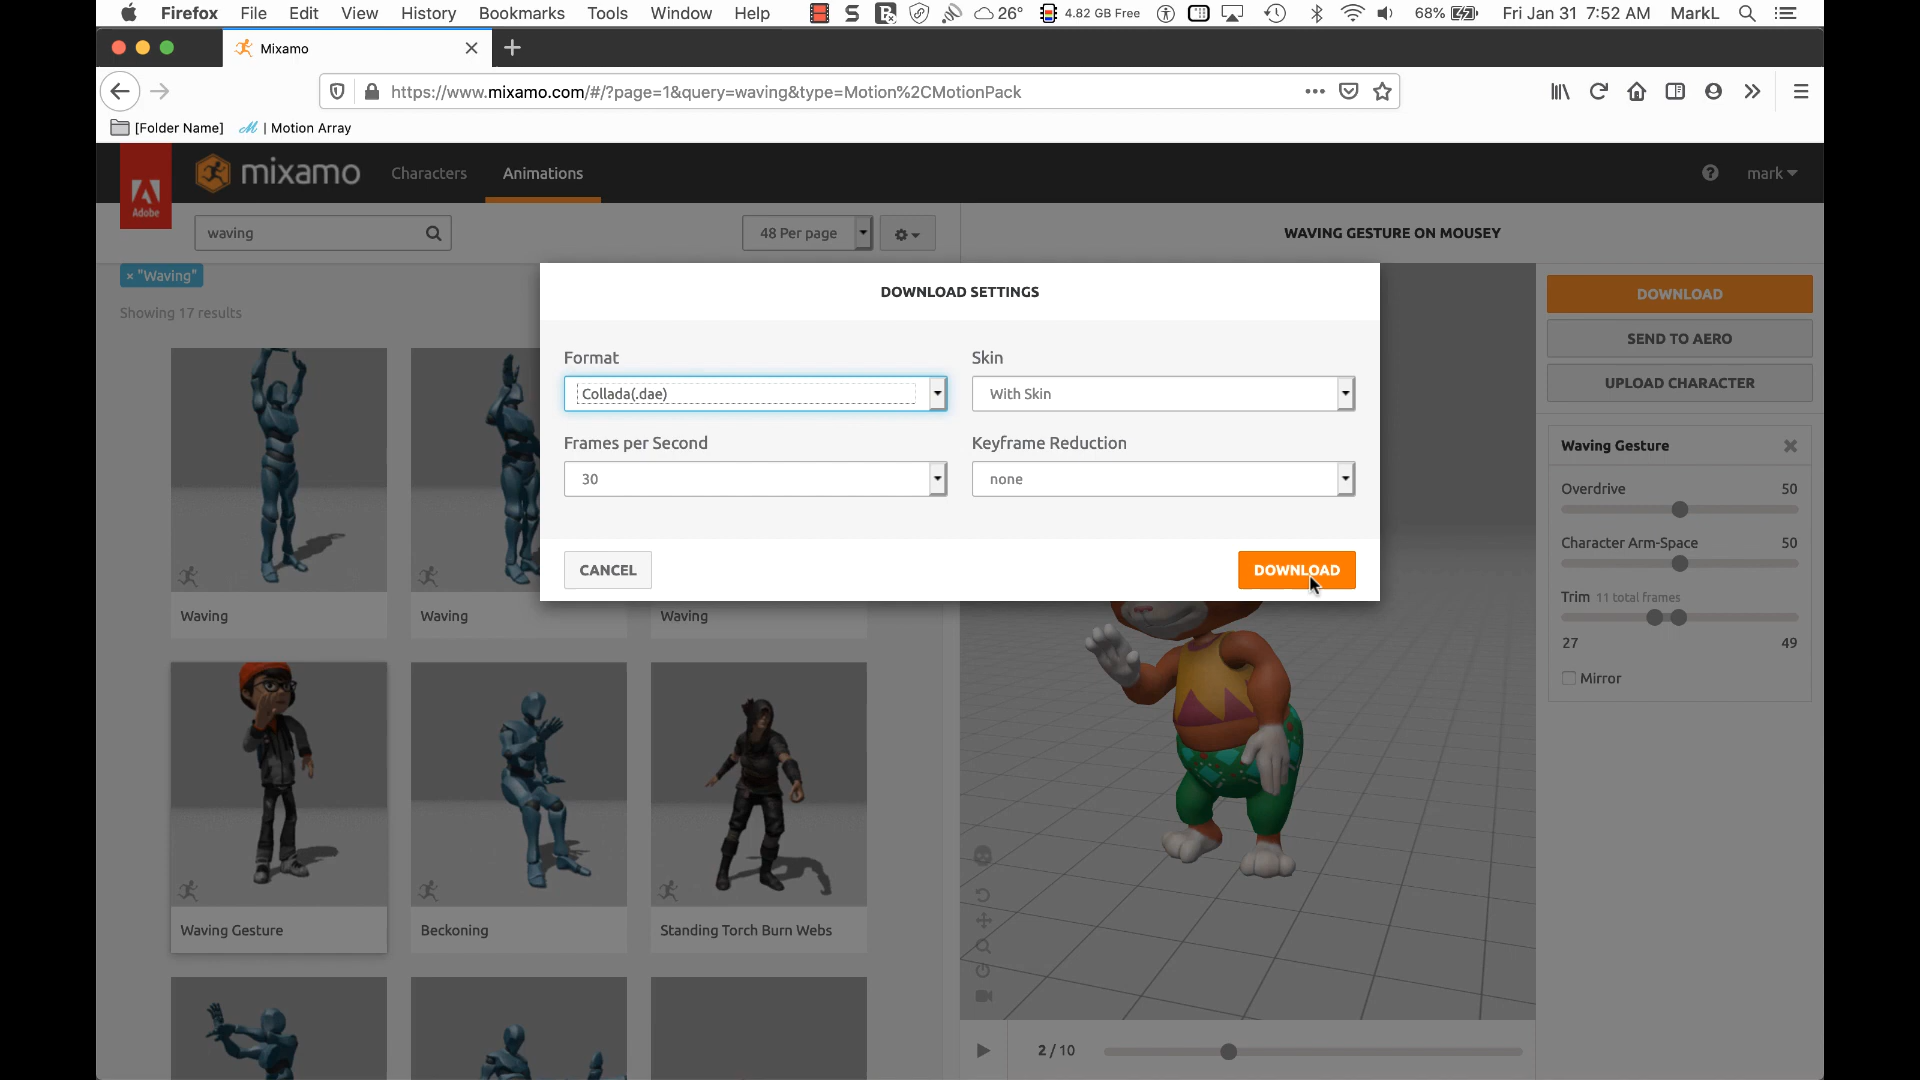 Firefox File Edit View History Bookmarks Tools Window Help 26° 4.82 GB Free 68% Fri Jan 31 7:52 AM MarkL
Mixamo
https://www.mixamo.com/#/?page=1&query=waving&type=Motion%2CMotionPack
[Folder Name] | Motion Array
Adobe
mixamo Characters Animations mark
waving 48 Per page WAVING GESTURE ON MOUSEY
× "Waving"
Showing 17 results
DOWNLOAD SETTINGS
Format Skin
Collada(.dae) With Skin
Frames per Second Keyframe Reduction
30 none
CANCEL DOWNLOAD
DOWNLOAD
SEND TO AERO
UPLOAD CHARACTER
Waving Gesture
Overdrive 50
Character Arm-Space 50
Trim 11 total frames
27 49
Mirror
Waving Waving Waving
Waving Gesture Beckoning Standing Torch Burn Webs
2 / 10